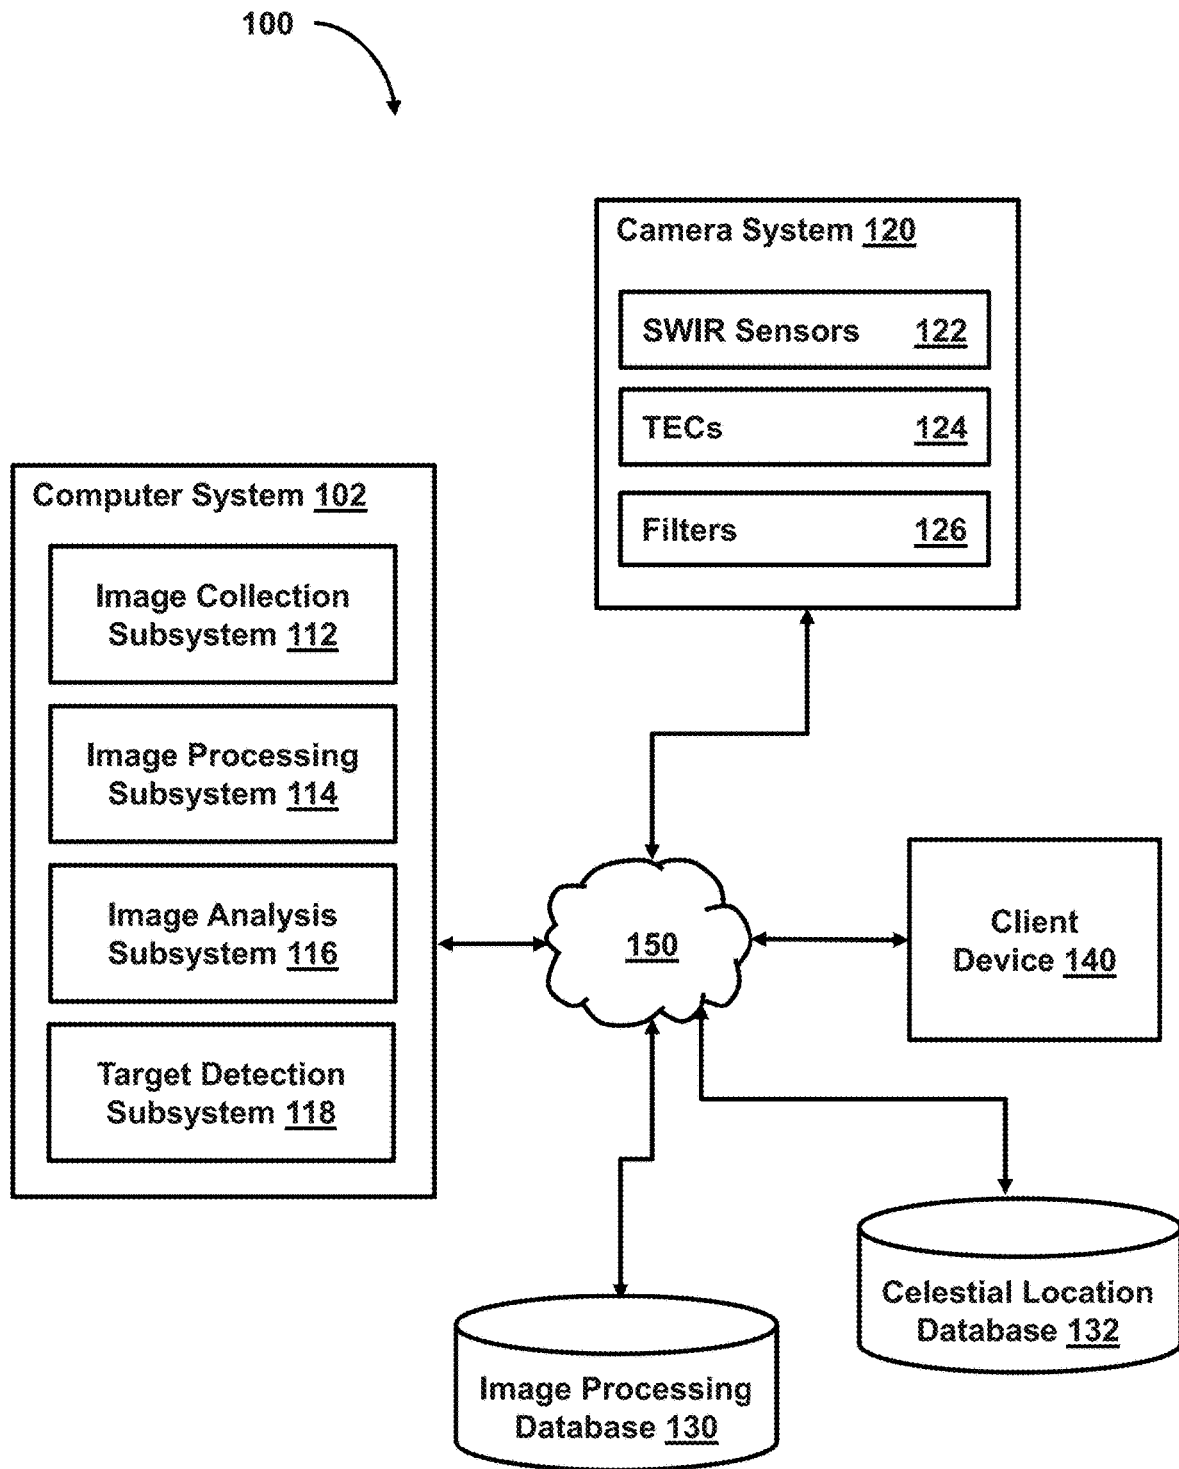 100
Camera System 120
SWIR Sensors 122
TECs 124
Filters 126
Computer System 102
Image Collection
Subsystem 112
Image Processing
Subsystem 114
Image Analysis
Subsystem 116
Target Detection
Subsystem 118
150
Client
Device 140
Celestial Location
Database 132
Image Processing
Database 130